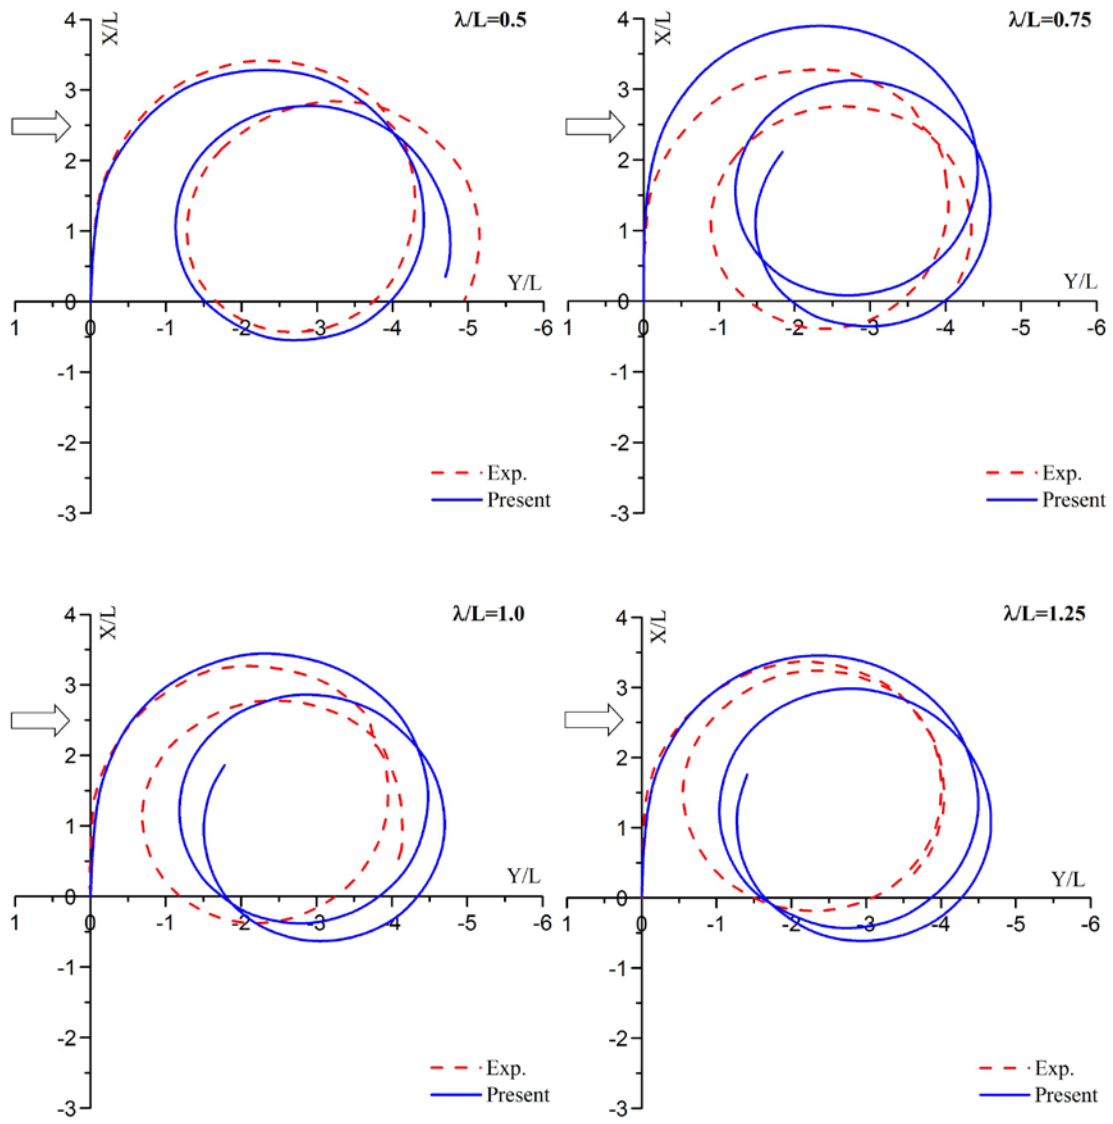 λ/L=0.5
X/L
4
3
2
1
0
-1
-2
-3
1 0 -1 -2 -3 -4 -5 -6
Y/L
Exp.
Present
λ/L=0.75
X/L
4
3
2
1
0
-1
-2
-3
1 0 -1 -2 -3 -4 -5 -6
Y/L
Exp.
Present
λ/L=1.0
X/L
4
3
2
1
0
-1
-2
-3
1 0 -1 -2 -3 -4 -5 -6
Y/L
Exp.
Present
λ/L=1.25
X/L
4
3
2
1
0
-1
-2
-3
1 0 -1 -2 -3 -4 -5 -6
Y/L
Exp.
Present